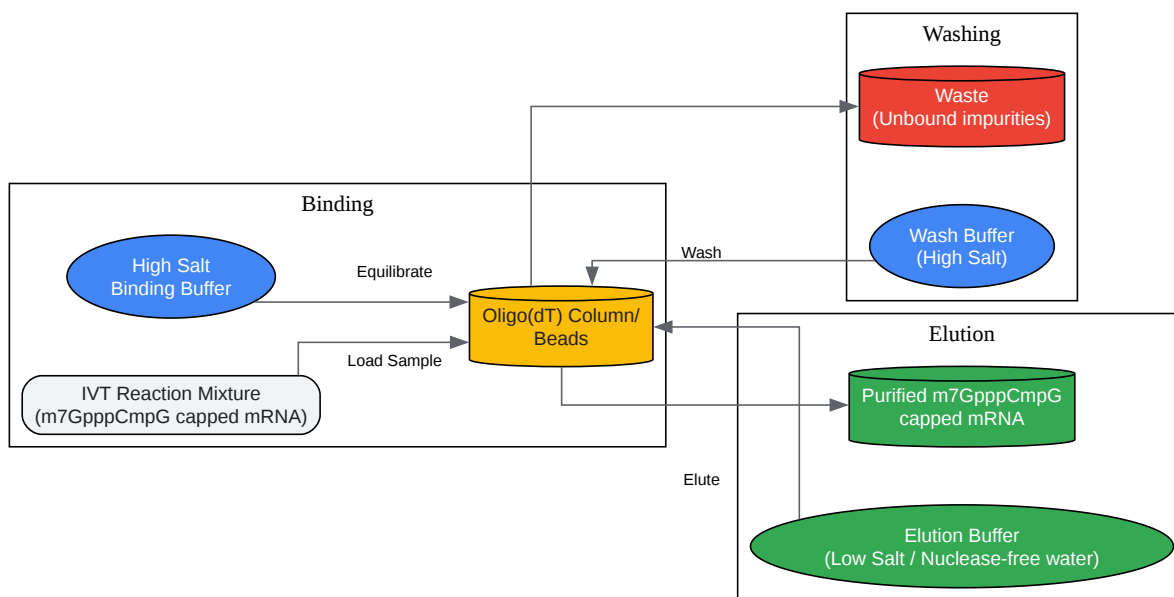 Washing
Waste
(Unbound impurities)
Binding
High Salt
Binding Buffer
Equilibrate
Wash
Wash Buffer
(High Salt)
Oligo(dT) Column/
Beads
Load Sample
IVT Reaction Mixture
(m7GpppCmpG capped mRNA)
Elution
Purified m7GpppCmpG
capped mRNA
Elute
Elution Buffer
(Low Salt / Nuclease-free water)